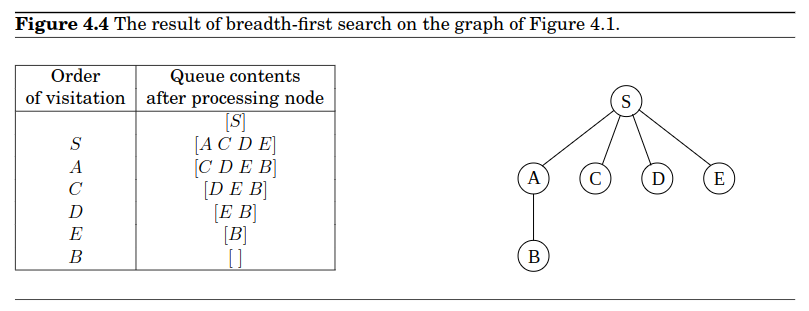 Figure 4.4 The result of breadth-first search on the graph of Figure 4.1.
Order of visitation
Queue contents after processing node
[S]
S [A C D E]
A [C D E B]
C [D E B]
D [E B]
E [B]
B [ ]
S
A C D E
B